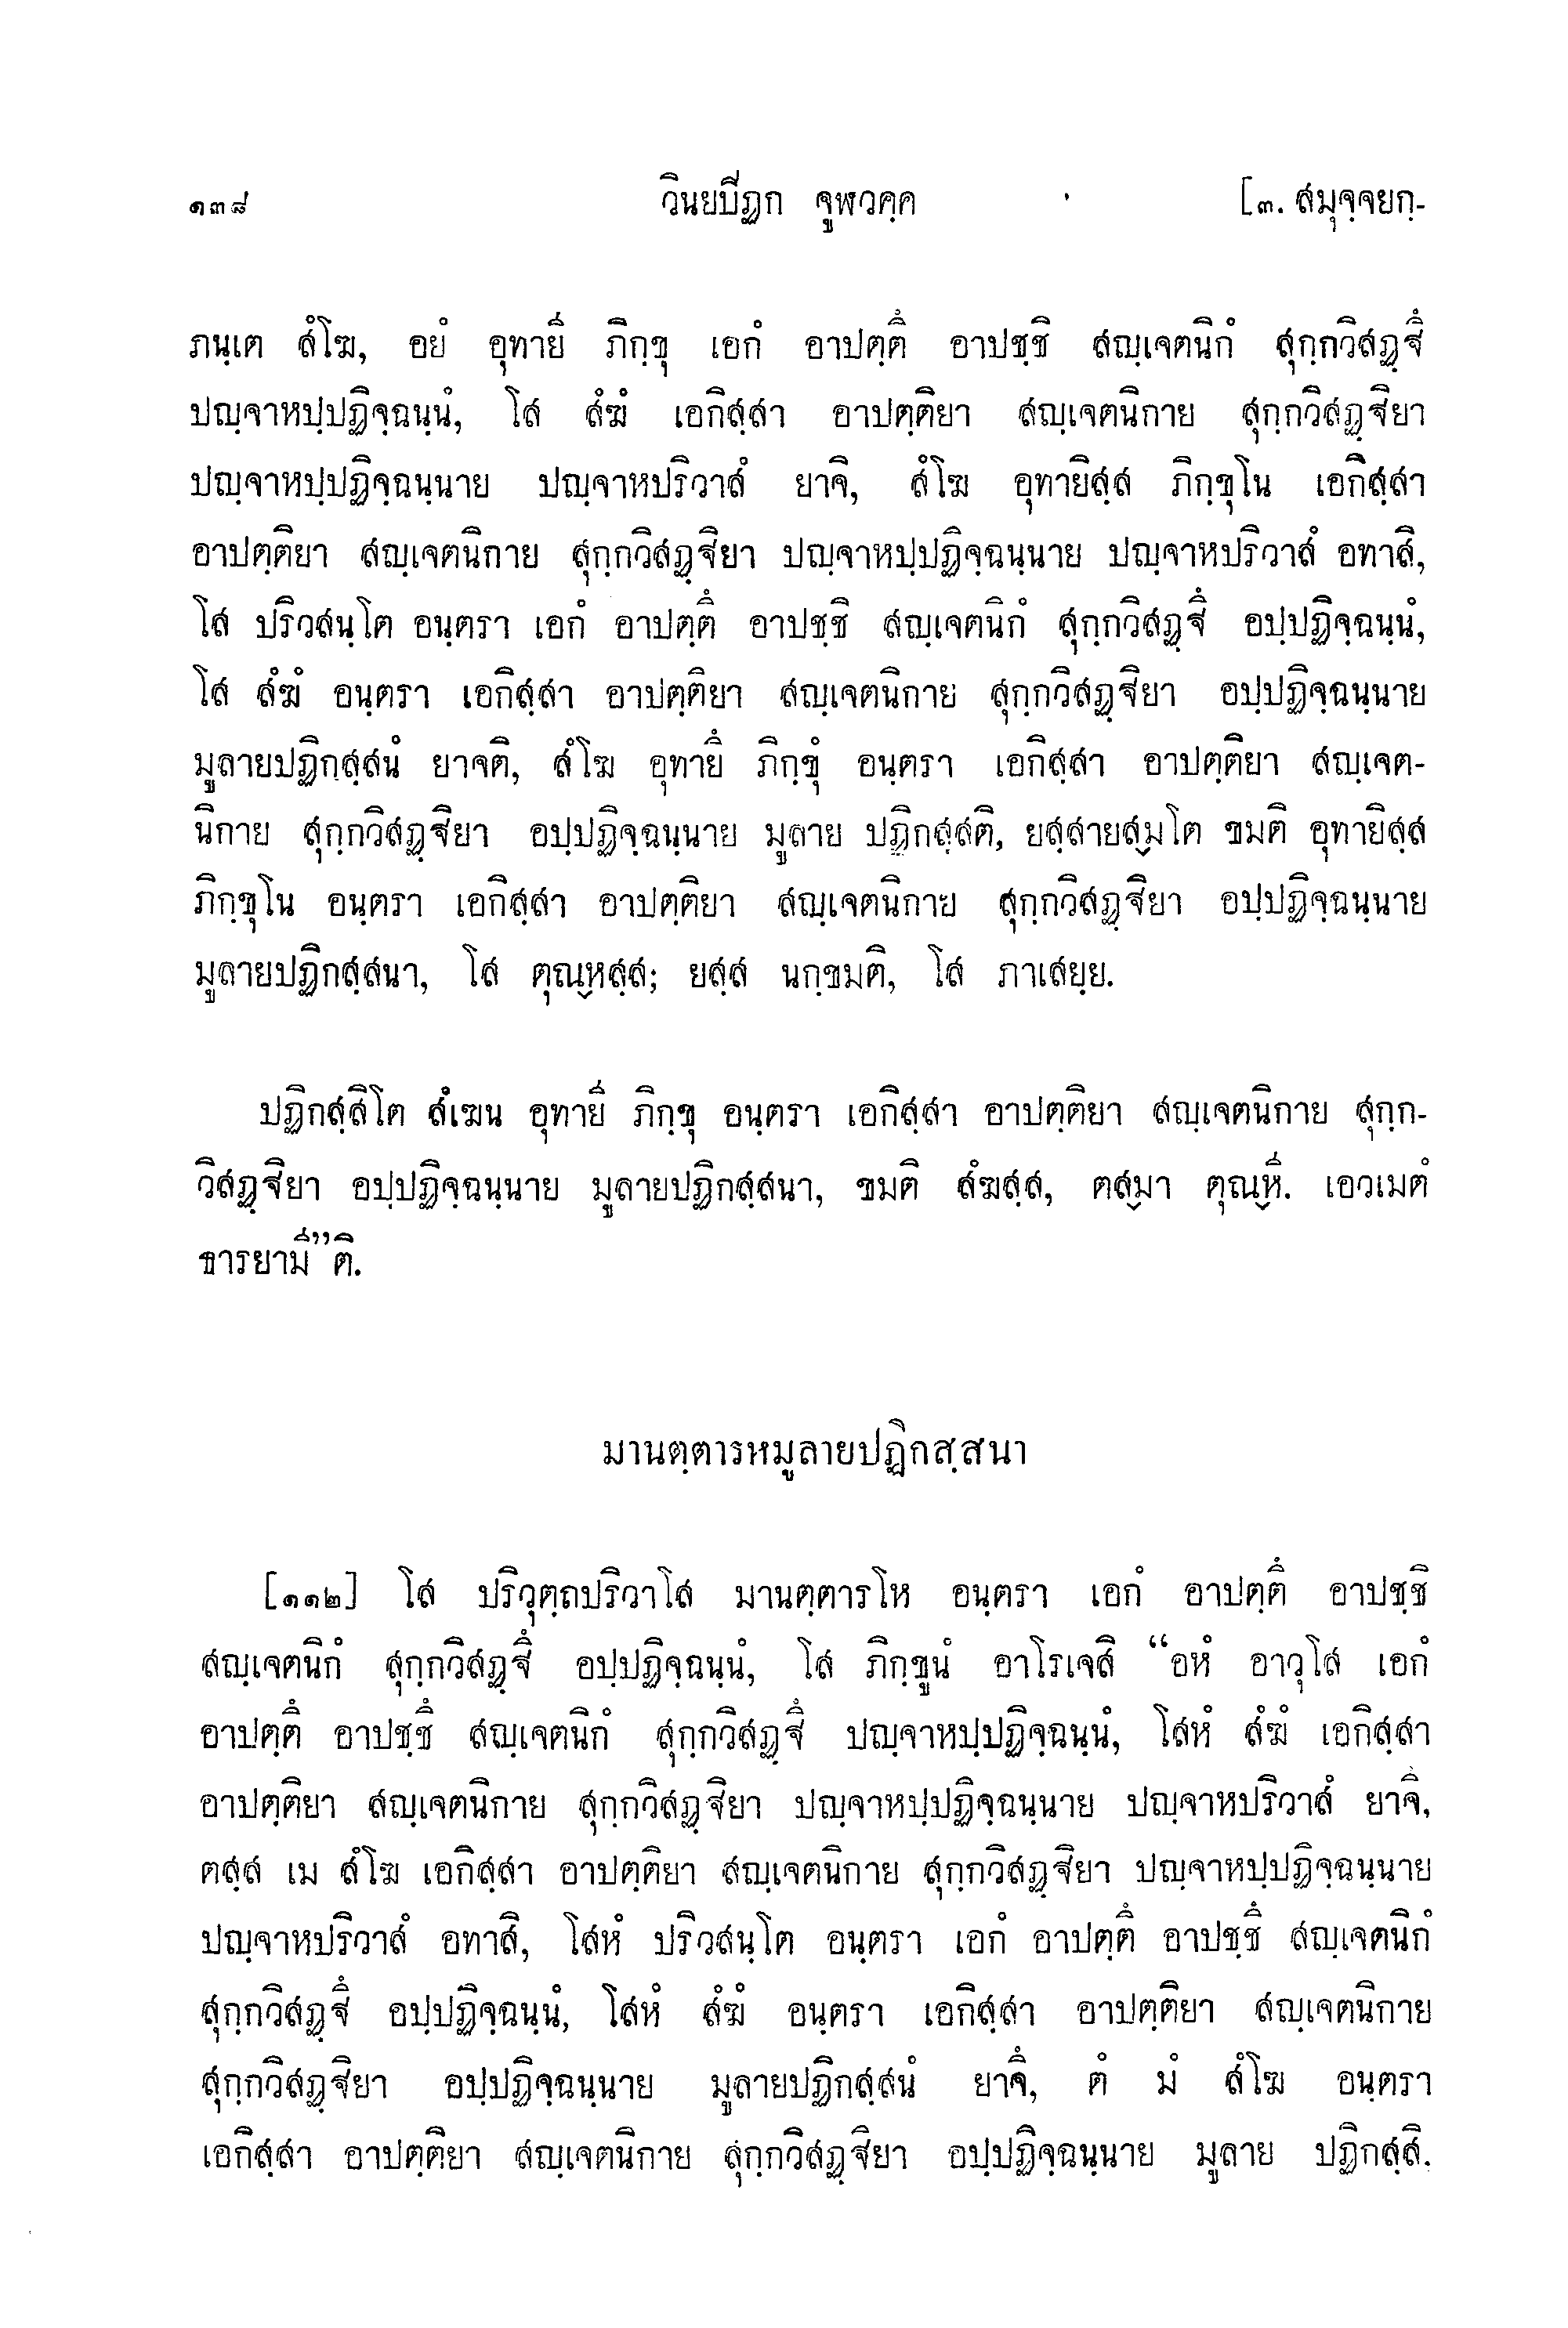 ๑๓๘ วินยปิฏก จูฬวคฺค [๓. สมุจฺจยกฺ-
ภนฺเต สํโฆ, อยํ อุทายี ภิกฺขุ เอกํ อาปตฺตึ อาปชฺชิ สญฺเจตนิกํ สุกฺกวิสฏฺฐึ
ปญฺจาหปฺปฏิจฺฉนฺนํ, โส สํฆํ เอกิสฺสา อาปตฺติยา สญฺเจตนิกาย สุกฺกวิสฏฺฐิยา
ปญฺจาหปฺปฏิจฺฉนฺนาย ปญฺจาหปริวาสํ ยาจิ, สํโฆ อุทายิสฺส ภิกฺขุโน เอกิสฺสา
อาปตฺติยา สญฺเจตนิกาย สุกฺกวิสฏฺฐิยา ปญฺจาหปฺปฏิจฺฉนฺนาย ปญฺจาหปริวาสํ อทาสิ,
โส ปริวสนฺโต อนฺตรา เอกํ อาปตฺตึ อาปชฺชิ สญฺเจตนิกํ สุกฺกวิสฏฺฐึ อปฺปฏิจฺฉนฺนํ,
โส สํฆํ อนฺตรา เอกิสฺสา อาปตฺติยา สญฺเจตนิกาย สุกฺกวิสฏฺฐิยา อปฺปฏิจฺฉนฺนาย
มูลายปฏิกสฺสนํ ยาจติ, สํโฆ อุทายึ ภิกฺขุํ อนฺตรา เอกิสฺสา อาปตฺติยา สญฺเจต-
นิกาย สุกฺกวิสฏฺฐิยา อปฺปฏิจฺฉนฺนาย มูลาย ปฏิกสฺสติ, ยสฺสายสฺมโต ขมติ อุทายิสฺส
ภิกฺขุโน อนฺตรา เอกิสฺสา อาปตฺติยา สญฺเจตนิกาย สุกฺกวิสฏฺฐิยา อปฺปฏิจฺฉนฺนาย
มูลายปฏิกสฺสนา, โส ตุณฺหสฺส; ยสฺส นกฺขมติ, โส ภาเสยฺย.
ปฏิกสฺสิโต สํเฆน อุทายี ภิกฺขุ อนฺตรา เอกิสฺสา อาปตฺติยา สญฺเจตนิกาย สุกฺก-
วิสฏฺฐิยา อปฺปฏิจฺฉนฺนาย มูลายปฏิกสฺสนา, ขมติ สํฆสฺส, ตสฺมา ตุณฺหี. เอวเมตํ
ธารยามี”ติ.
มานตฺตารหมูลายปฏิกสฺสนา
[๑๑๒] โส ปริวุตฺถปริวาโส มานตฺตารโห อนฺตรา เอกํ อาปตฺตึ อาปชฺชิ
สญฺเจตนิกํ สุกฺกวิสฏฺฐึ อปฺปฏิจฺฉนฺนํ, โส ภิกฺขูนํ อาโรเจสิ “อหํ อาวุโส เอกํ
อาปตฺตึ อาปชฺชึ สญฺเจตนิกํ สุกฺกวิสฏฺฐึ ปญฺจาหปฺปฏิจฺฉนฺนํ, โสหํ สํฆํ เอกิสฺสา
อาปตฺติยา สญฺเจตนิกาย สุกฺกวิสฏฺฐิยา ปญฺจาหปฺปฏิจฺฉนฺนาย ปญฺจาหปริวาสํ ยาจึ,
ตสฺส เม สํโฆ เอกิสฺสา อาปตฺติยา สญฺเจตนิกาย สุกฺกวิสฏฺฐิยา ปญฺจาหปฺปฏิจฺฉนฺนาย
ปญฺจาหปริวาสํ อทาสิ, โสหํ ปริวสนฺโต อนฺตรา เอกํ อาปตฺตึ อาปชฺชึ สญฺเจตนิกํ
สุกฺกวิสฏฺฐึ อปฺปฏิจฺฉนฺนํ, โสหํ สํฆํ อนฺตรา เอกิสฺสา อาปตฺติยา สญฺเจตนิกาย
สุกฺกวิสฏฺฐิยา อปฺปฏิจฺฉนฺนาย มูลายปฏิกสฺสนํ ยาจึ, ตํ มํ สํโฆ อนฺตรา
เอกิสฺสา อาปตฺติยา สญฺเจตนิกาย สุกฺกวิสฏฺฐิยา อปฺปฏิจฺฉนฺนาย มูลาย ปฏิกสฺสิ.